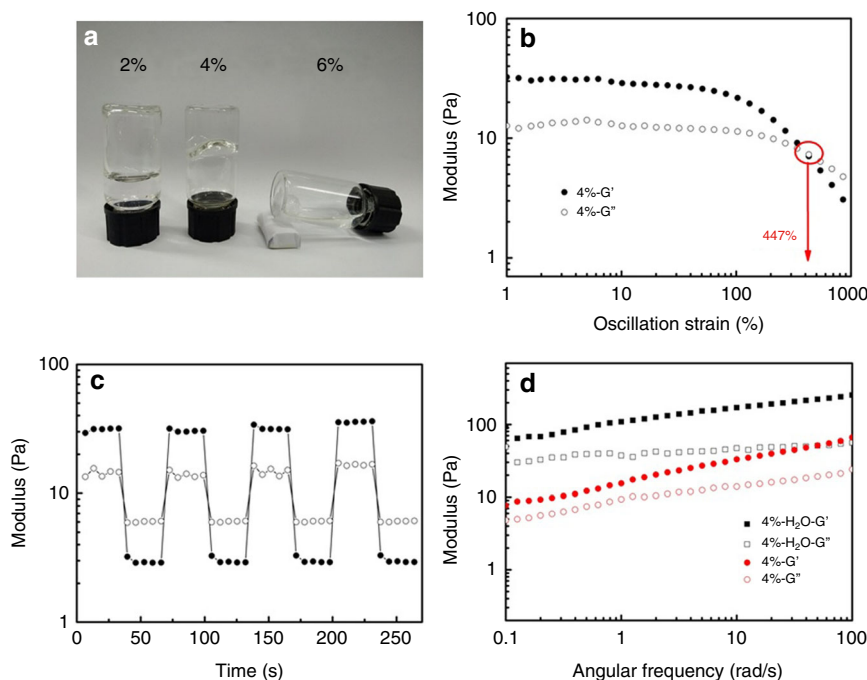 a
2% 4% 6%
b
100
10
1
Modulus (Pa)
4%-G'
4%-G"
447%
1 10 100 1000
Oscillation strain (%)
c
100
10
1
Modulus (Pa)
0 50 100 150 200 250
Time (s)
d
100
10
1
Modulus (Pa)
4%-H₂O-G'
4%-H₂O-G"
4%-G'
4%-G"
0.1 1 10 100
Angular frequency (rad/s)